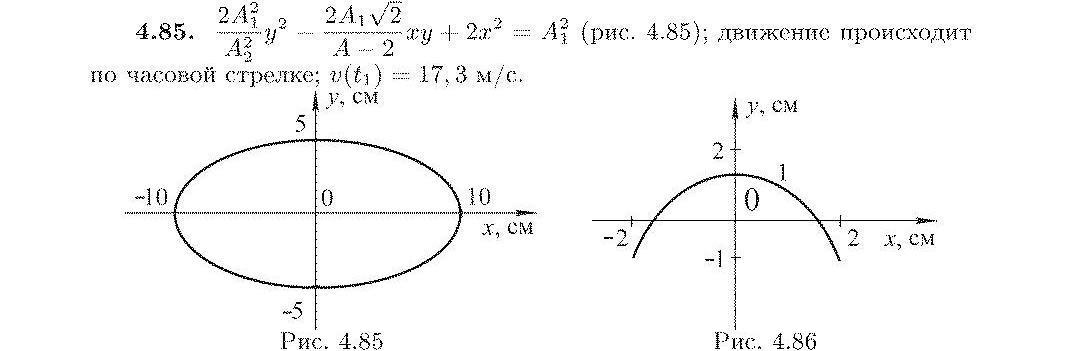 4.85. \frac{2A_1^2}{A_2^2}y^2 - \frac{2A_1\sqrt{2}}{A-2}xy + 2x^2 = A_1^2 (рис. 4.85); движение происходит
по часовой стрелке; v(t_1) = 17,3 м/с.
y, см
5
-10
0
10
x, см
-5
Рис. 4.85
y, см
2
1
0
-2
2
x, см
-1
Рис. 4.86